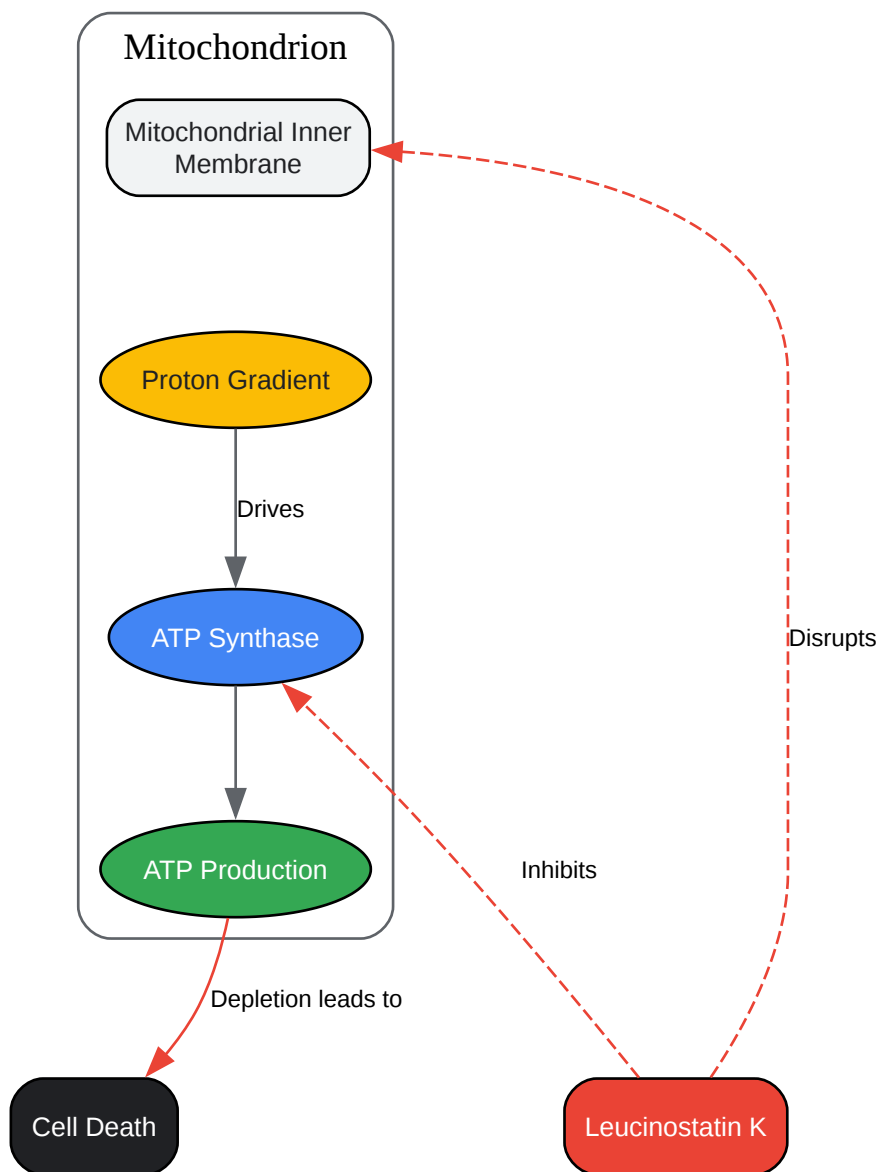 Mitochondrion
Mitochondrial Inner
Membrane
Proton Gradient
Drives
ATP Synthase
Disrupts
ATP Production
Inhibits
Depletion leads to
Cell Death
Leucinostatin K